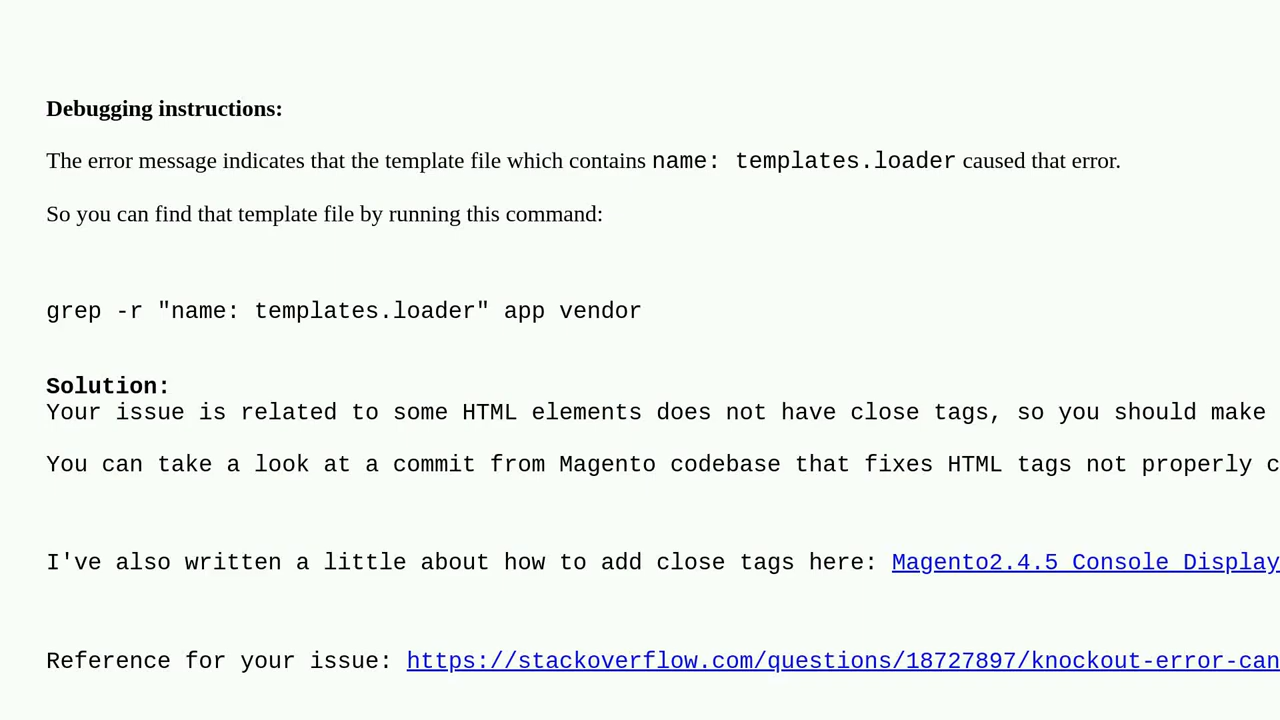 Debugging instructions:
The error message indicates that the template file which contains name: templates.loader caused that error.
So you can find that template file by running this command:
grep -r "name: templates.loader" app vendor
Solution:
Your issue is related to some HTML elements does not have close tags, so you should make
You can take a look at a commit from Magento codebase that fixes HTML tags not properly c
I've also written a little about how to add close tags here: Magento2.4.5 Console Display
Reference for your issue: https://stackoverflow.com/questions/18727897/knockout-error-can